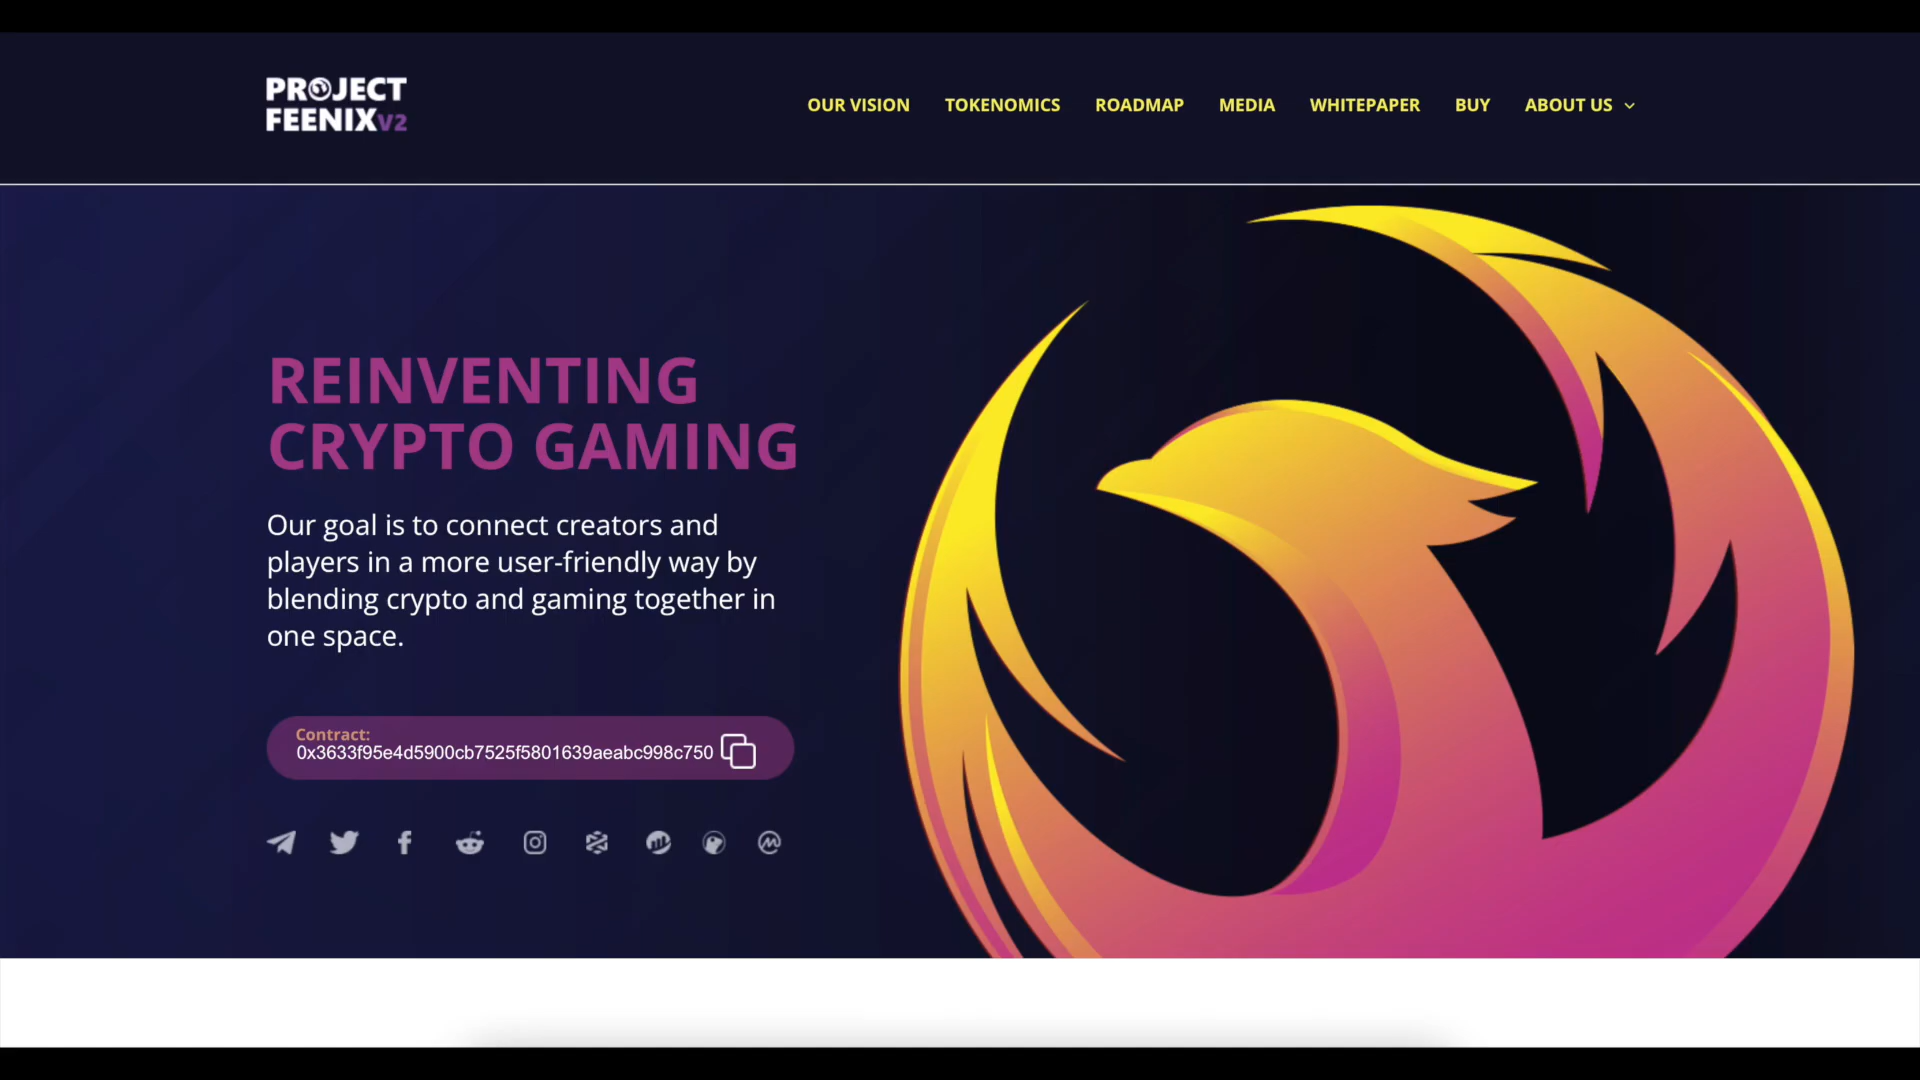 PROJECT
FEENIXV2
OUR VISION TOKENOMICS ROADMAP MEDIA WHITEPAPER BUY ABOUT US
REINVENTING
CRYPTO GAMING
Our goal is to connect creators and
players in a more user-friendly way by
blending crypto and gaming together in
one space.
Contract:
0x3633f95e4d5900cb7525f5801639aeabc998c750